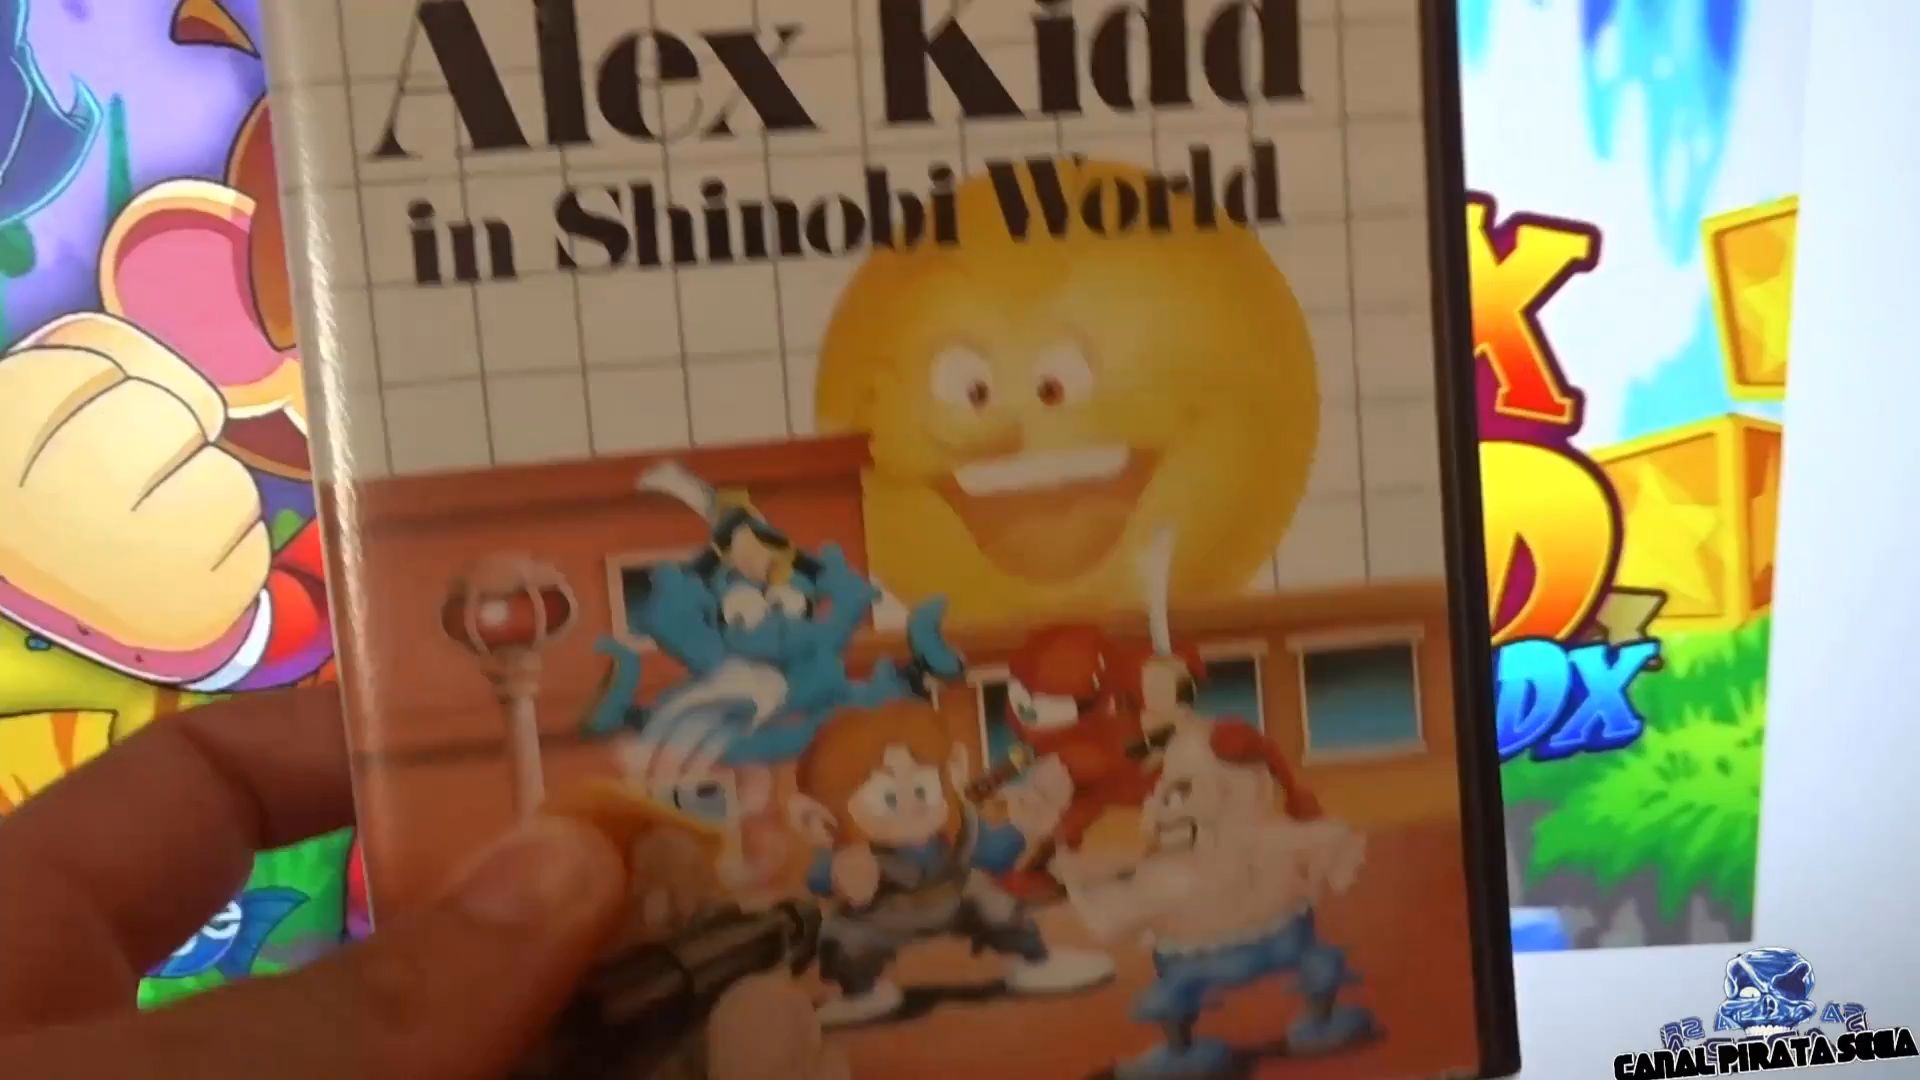 Alex Kidd
in Shinobi World
X
D
DX
CANAL PIRATA SEGA